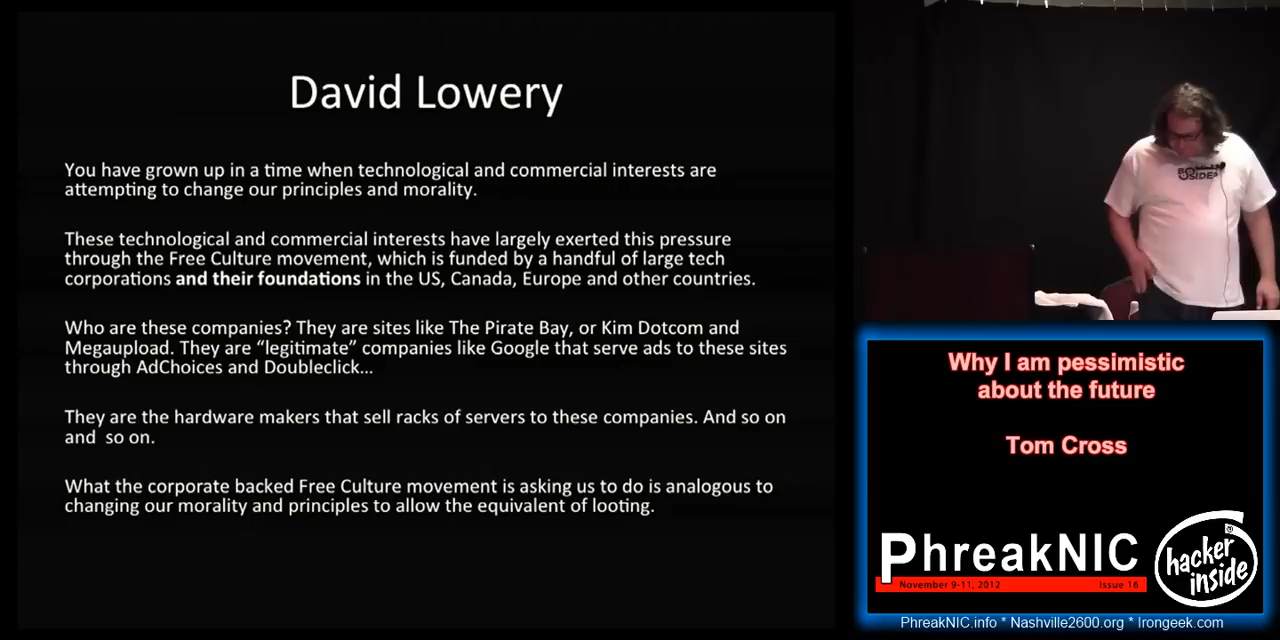 David Lowery
You have grown up in a time when technological and commercial interests are
attempting to change our principles and morality.
These technological and commercial interests have largely exerted this pressure
through the Free Culture movement, which is funded by a handful of large tech
corporations and their foundations in the US, Canada, Europe and other countries.
Who are these companies? They are sites like The Pirate Bay, or Kim Dotcom and
Megaupload. They are “legitimate” companies like Google that serve ads to these sites
through AdChoices and Doubleclick...
They are the hardware makers that sell racks of servers to these companies. And so on
and  so on.
What the corporate backed Free Culture movement is asking us to do is analogous to
changing our morality and principles to allow the equivalent of looting.
Why I am pessimistic
about the future
Tom Cross
PhreakNIC
November 9-11, 2012
Issue 16
hacker
inside
PhreakNIC.info * Nashville2600.org * Irongeek.com